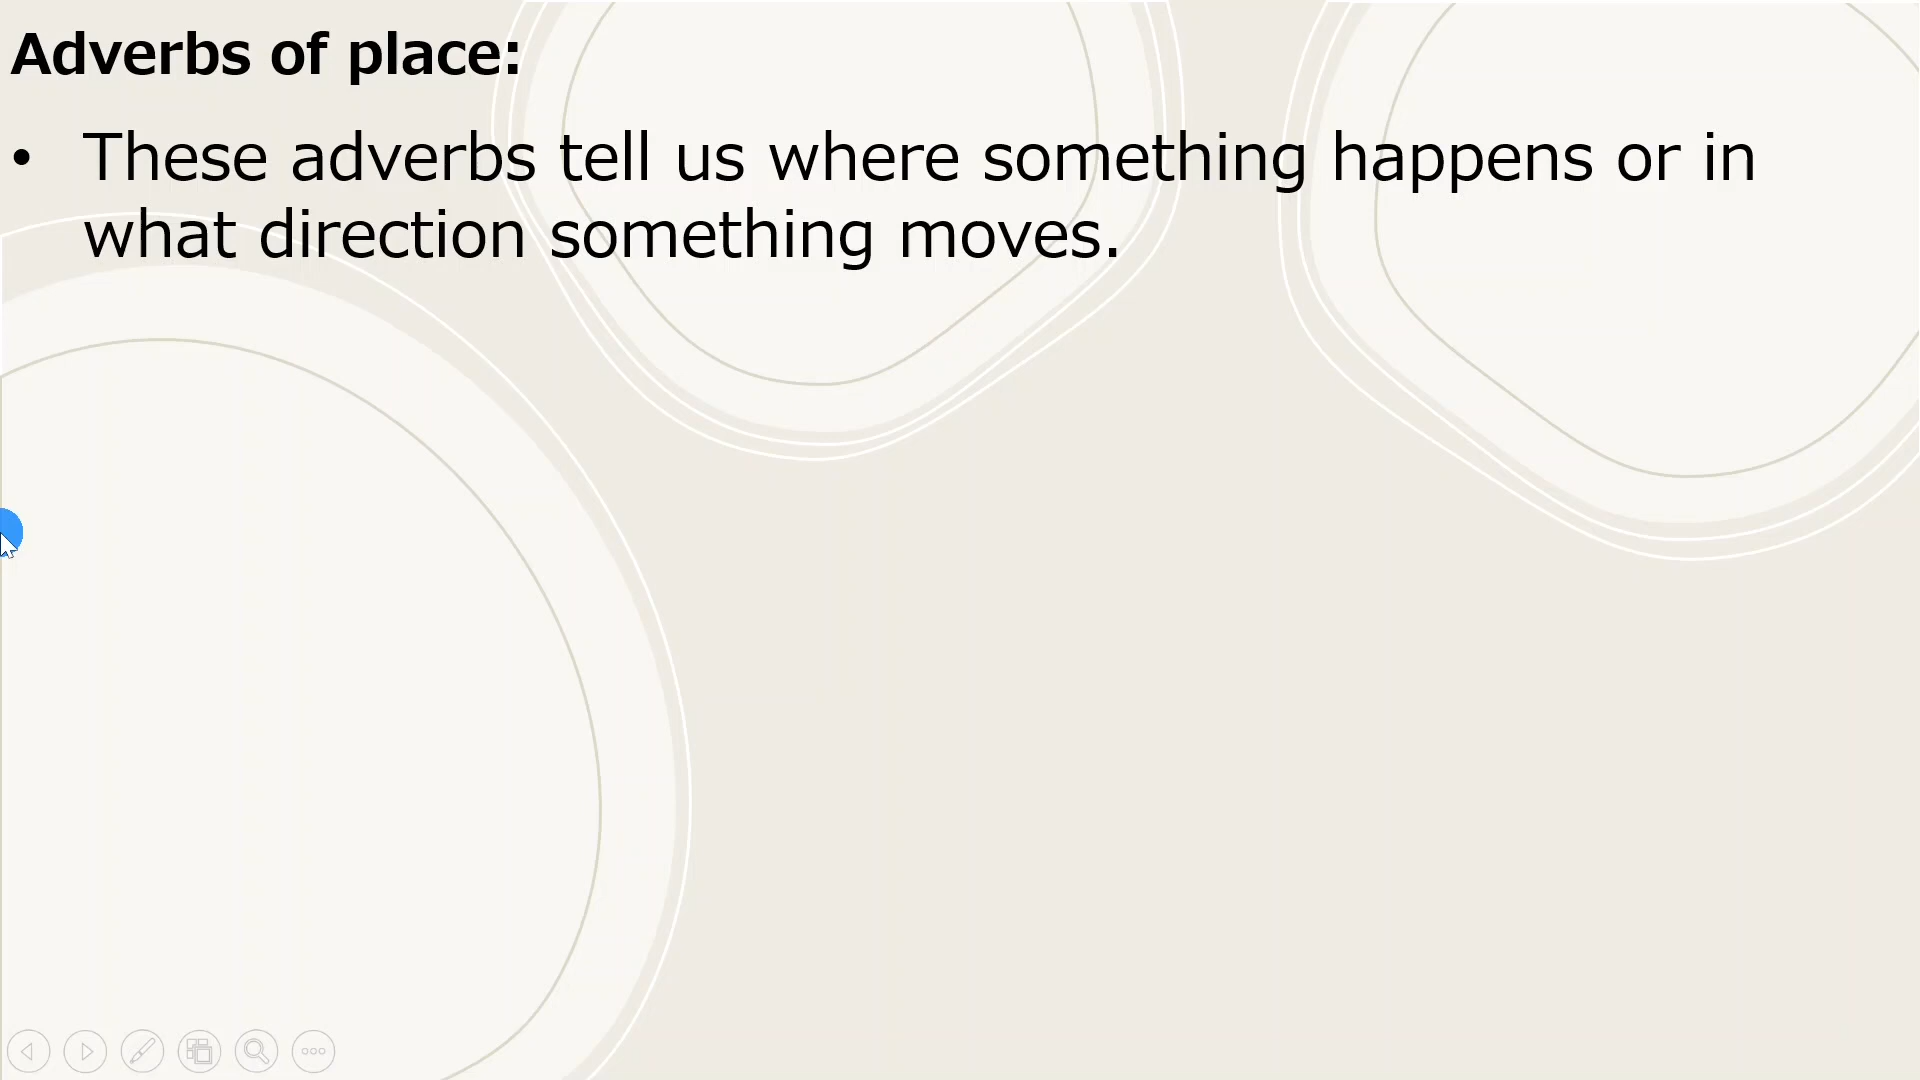 Adverbs of place:
• These adverbs tell us where something happens or in
what direction something moves.